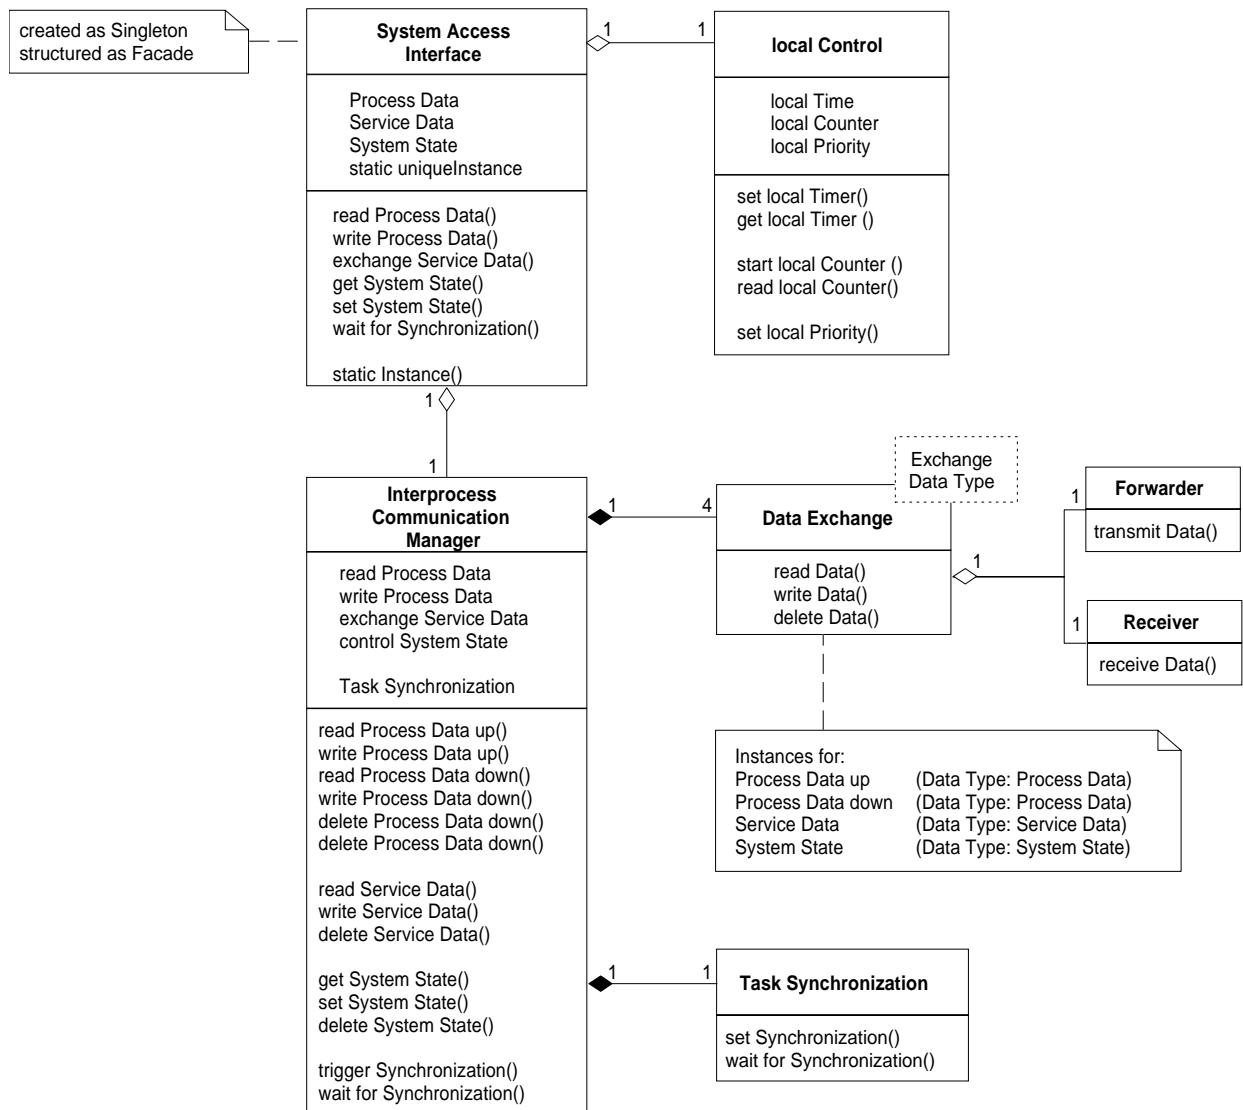 created as Singleton
structured as Facade
System Access
Interface
Process Data
Service Data
System State
static uniqueInstance
read Process Data()
write Process Data()
exchange Service Data()
get System State()
set System State()
wait for Synchronization()
static Instance()
1
1
local Control
local Time
local Counter
local Priority
set local Timer()
get local Timer ()
start local Counter ()
read local Counter()
set local Priority()
1
1
Interprocess
Communication
Manager
read Process Data
write Process Data
exchange Service Data
control System State
Task Synchronization
read Process Data up()
write Process Data up()
read Process Data down()
write Process Data down()
delete Process Data down()
delete Process Data down()
read Service Data()
write Service Data()
delete Service Data()
get System State()
set System State()
delete System State()
trigger Synchronization()
wait for Synchronization()
1
4
Exchange
Data Type
Data Exchange
read Data()
write Data()
delete Data()
1
1
Forwarder
transmit Data()
1
Receiver
receive Data()
Instances for:
Process Data up (Data Type: Process Data)
Process Data down (Data Type: Process Data)
Service Data (Data Type: Service Data)
System State (Data Type: System State)
1
1
Task Synchronization
set Synchronization()
wait for Synchronization()